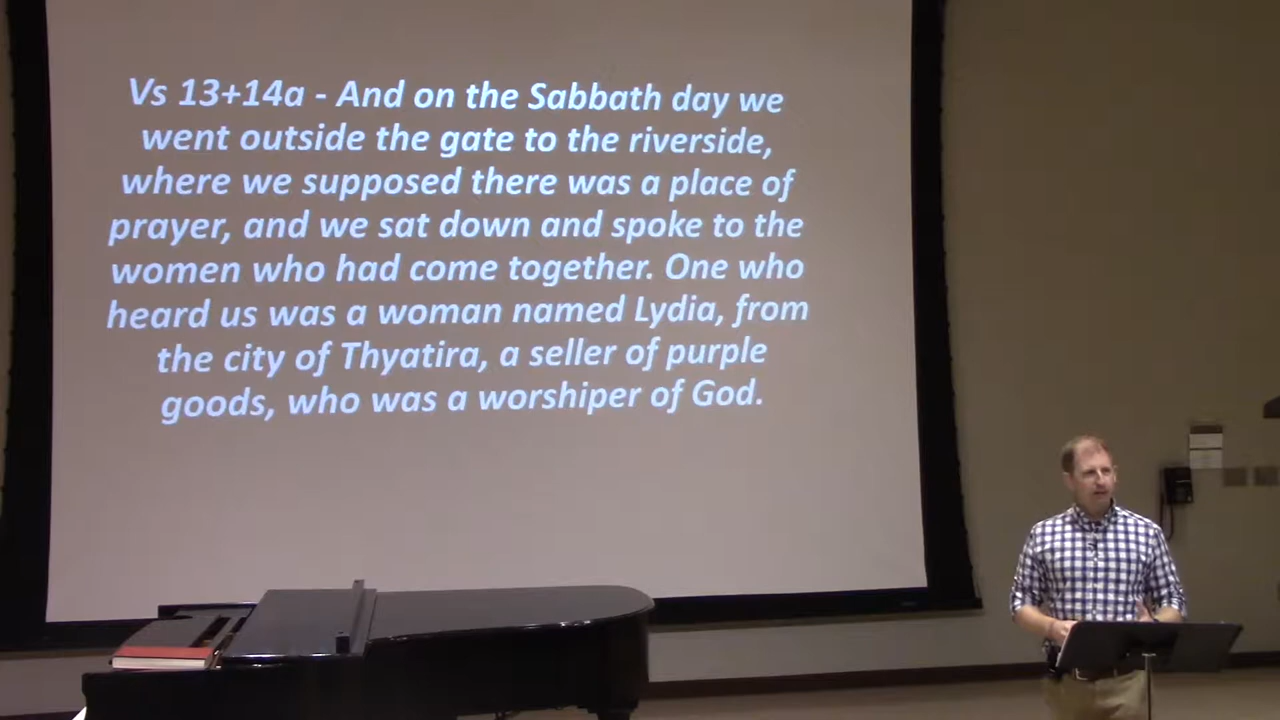 Vs 13+14a - And on the Sabbath day we
went outside the gate to the riverside,
where we supposed there was a place of
prayer, and we sat down and spoke to the
women who had come together. One who
heard us was a woman named Lydia, from
the city of Thyatira, a seller of purple
goods, who was a worshiper of God.